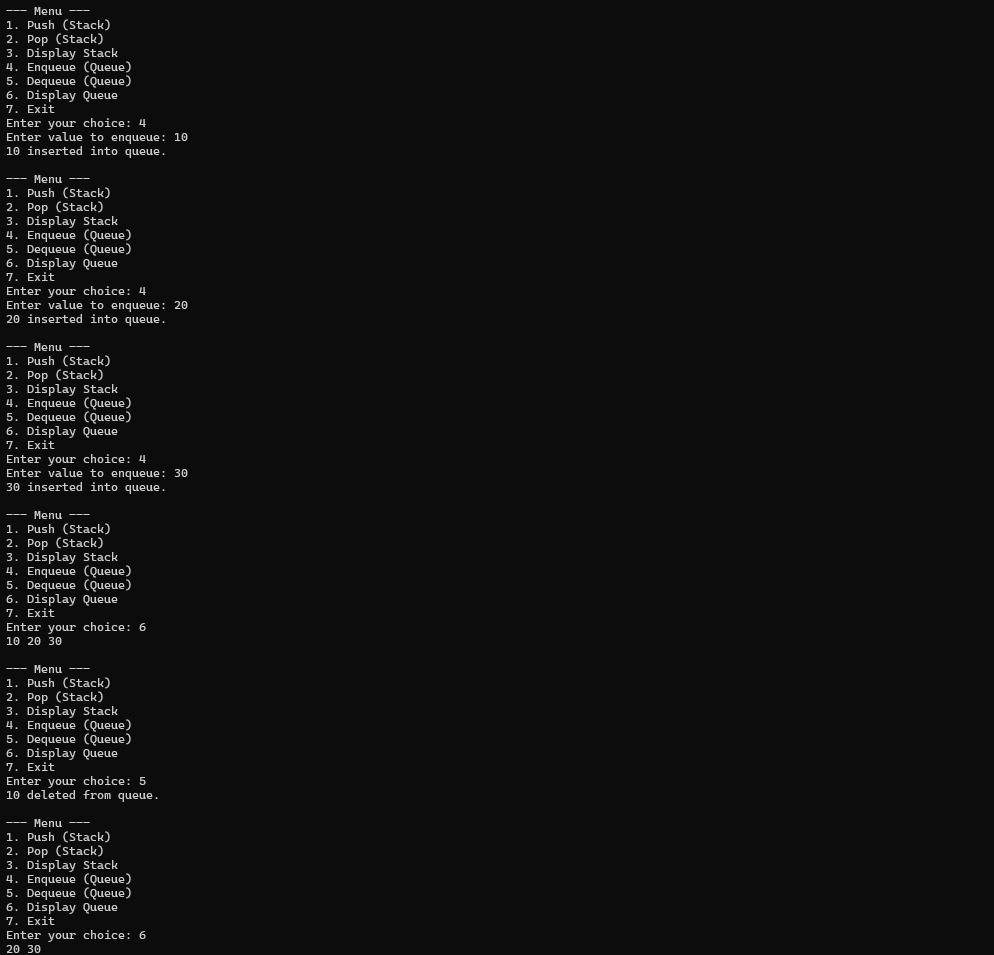 --- Menu ---
1. Push (Stack)
2. Pop (Stack)
3. Display Stack
4. Enqueue (Queue)
5. Dequeue (Queue)
6. Display Queue
7. Exit
Enter your choice: 4
Enter value to enqueue: 10
10 inserted into queue.

--- Menu ---
1. Push (Stack)
2. Pop (Stack)
3. Display Stack
4. Enqueue (Queue)
5. Dequeue (Queue)
6. Display Queue
7. Exit
Enter your choice: 4
Enter value to enqueue: 20
20 inserted into queue.

--- Menu ---
1. Push (Stack)
2. Pop (Stack)
3. Display Stack
4. Enqueue (Queue)
5. Dequeue (Queue)
6. Display Queue
7. Exit
Enter your choice: 4
Enter value to enqueue: 30
30 inserted into queue.

--- Menu ---
1. Push (Stack)
2. Pop (Stack)
3. Display Stack
4. Enqueue (Queue)
5. Dequeue (Queue)
6. Display Queue
7. Exit
Enter your choice: 6
10 20 30

--- Menu ---
1. Push (Stack)
2. Pop (Stack)
3. Display Stack
4. Enqueue (Queue)
5. Dequeue (Queue)
6. Display Queue
7. Exit
Enter your choice: 5
10 deleted from queue.

--- Menu ---
1. Push (Stack)
2. Pop (Stack)
3. Display Stack
4. Enqueue (Queue)
5. Dequeue (Queue)
6. Display Queue
7. Exit
Enter your choice: 6
20 30